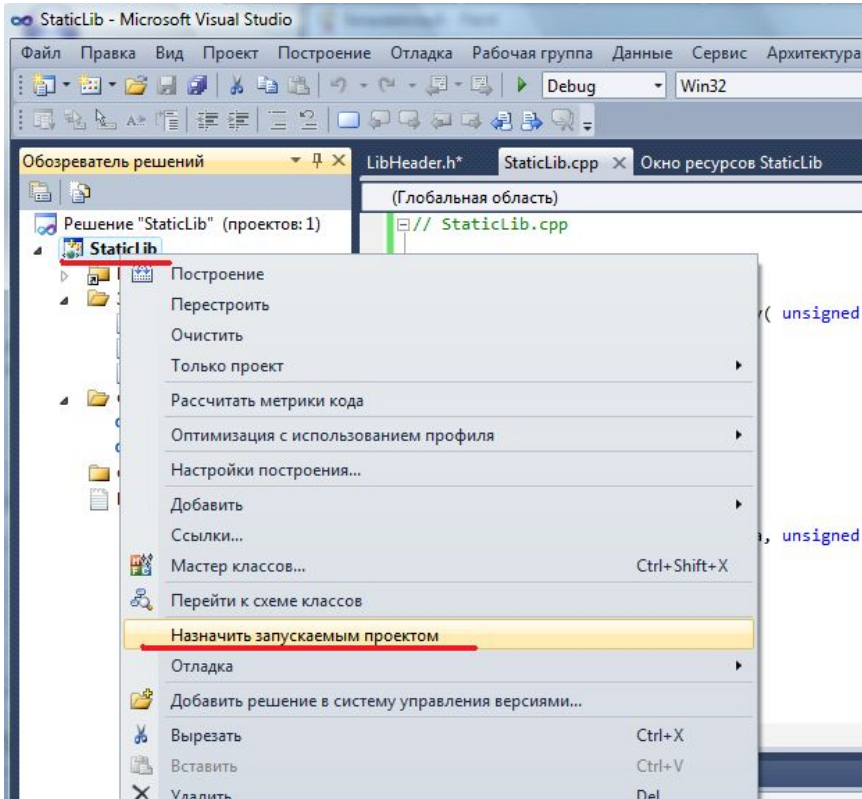 StaticLib - Microsoft Visual Studio
Файл Правка Вид Проект Построение Отладка Рабочая группа Данные Сервис Архитектура
Debug Win32
Обозреватель решений
LibHeader.h* StaticLib.cpp Окно ресурсов StaticLib
(Глобальная область)
Решение "StaticLib" (проектов: 1)
// StaticLib.cpp
StaticLib
Построение
Перестроить
( unsigned
Очистить
Только проект
Рассчитать метрики кода
Оптимизация с использованием профиля
Настройки построения...
Добавить
Ссылки...
, unsigned
Мастер классов... Ctrl+Shift+X
Перейти к схеме классов
Назначить запускаемым проектом
Отладка
Добавить решение в систему управления версиями...
Вырезать Ctrl+X
Вставить Ctrl+V
Удалить Del